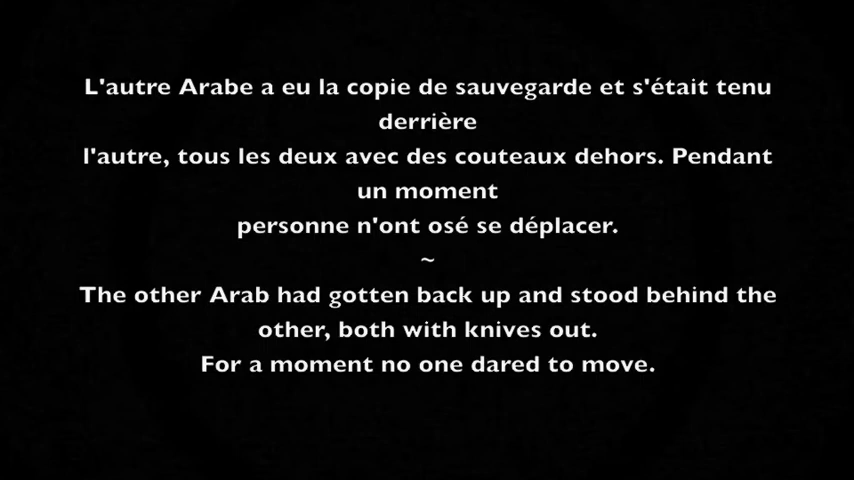 L'autre Arabe a eu la copie de sauvegarde et s'était tenu
derrière
l'autre, tous les deux avec des couteaux dehors. Pendant
un moment
personne n'ont osé se déplacer.
~
The other Arab had gotten back up and stood behind the
other, both with knives out.
For a moment no one dared to move.